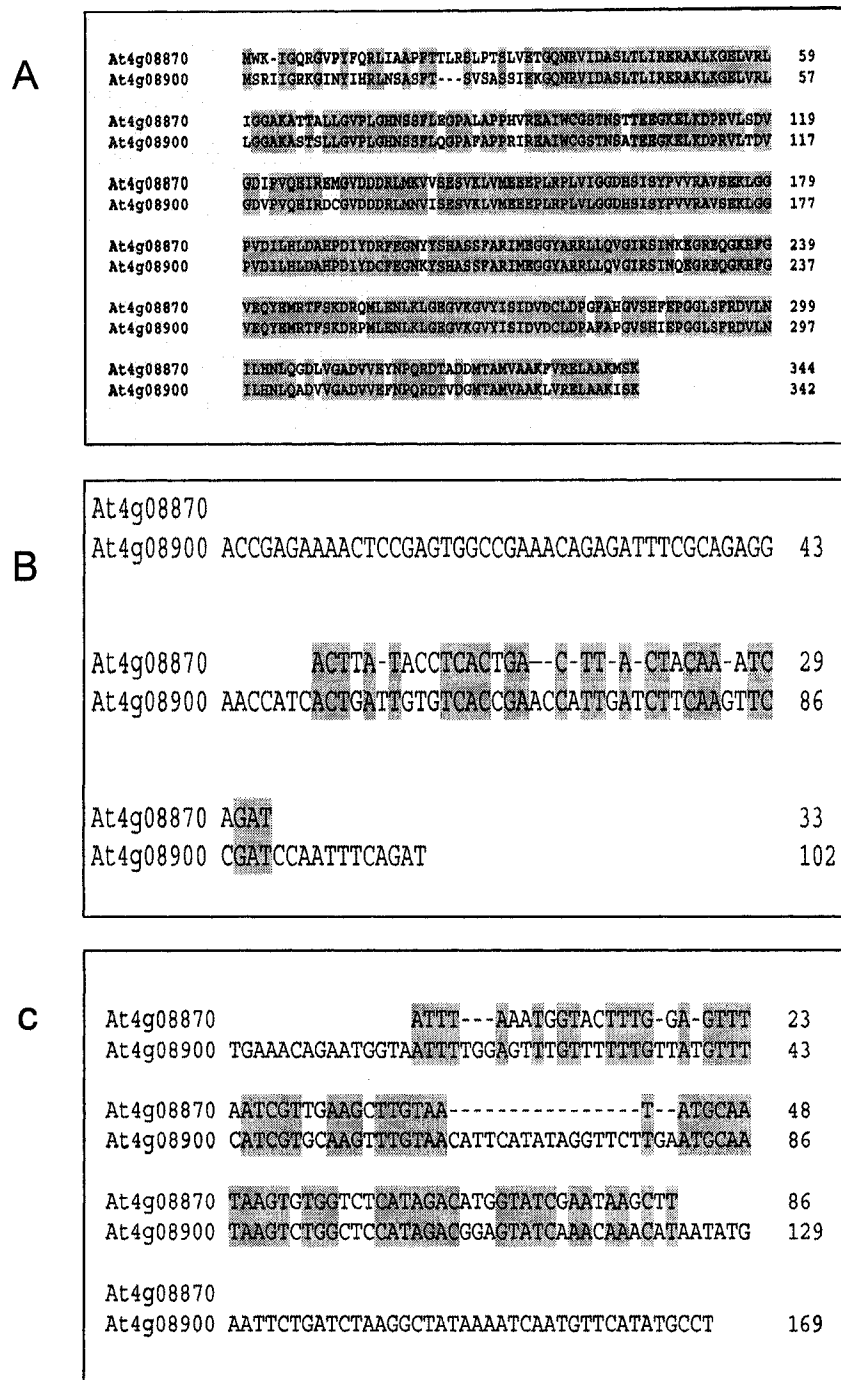 A
At4g08870 MWK-IGQRGVPYFQRLIAAPFTTLRSLPTSLVETGQNRVIDASLTLIRERAKLKGELVRL 59
At4g08900 MSRIIGRKGINYIHRLNSASFT---SVSASSIEKGQNRVIDASLTLIRERAKLKGELVRL 57
At4g08870 IGGAKATTALLGVPLGHNSSFLEGPALAPPHVREAIWCGSTNSTTEEGKELKDPRVLSDV 119
At4g08900 LGGAKASTSLLGVPLGHNSSFLQGPAFAPPRIREAIWCGSTNSATEEGKELKDPRVLTDV 117
At4g08870 GDIPVQEIREMGVDDDRLMKVVSESVKLVMEEEPLRPLVIGGDHSISYPVVRAVSEKLGG 179
At4g08900 GDVPVQEIRDCGVDDDRLMNVISESVKLVMEEEPLRPLVLGGDHSISYPVVRAVSEKLGG 177
At4g08870 PVDILHLDAHPDIYDRFEGNYYSHASSFARIMEGGYARRLLQVGIRSINKEGREQGKRFG 239
At4g08900 PVDILHLDAHPDIYDCFEGNKYSHASSFARIMEGGYARRLLQVGIRSINQEGREQGKRFG 237
At4g08870 VEQYEMRTFSKDRQMLENLKLGEGVKGVYISIDVDCLDPGFAHGVSHFEPGGLSFRDVLN 299
At4g08900 VEQYEMRTFSKDRPMLENLKLGEGVKGVYISIDVDCLDPAFAPGVSHIEPGGLSFRDVLN 297
At4g08870 ILHNLQGDLVGADVVEYNPQRDTADDMTAMVAAKFVRELAAKMSK 344
At4g08900 ILHNLQADVVGADVVEFNPQRDTVDGMTAMVAAKLVRELAAKISK 342
B
At4g08870
At4g08900 ACCGAGAAAACTCCGAGTGGCCGAAACAGAGATTTCGCAGAGG 43
At4g08870 ACTTA-TACCTCACTGA--C-TT-A-CTACAA-ATC 29
At4g08900 AACCATCACTGATTGTGTCACCGAACCATTGATCTTCAAGTTC 86
At4g08870 AGAT 33
At4g08900 CGATCCAATTTCAGAT 102
C
At4g08870 ATTT---AAATGGTACTTTG-GA-GTTT 23
At4g08900 TGAAACAGAATGGTAATTTTGGAGTTTGTTTTTTGTTATGTTT 43
At4g08870 AATCGTTGAAGCTTGTAA----------------T--ATGCAA 48
At4g08900 CATCGTGCAAGTTTGTAACATTCATATAGGTTCTTGAATGCAA 86
At4g08870 TAAGTGTGGTCTCATAGACATGGTATCGAATAAGCTT 86
At4g08900 TAAGTCTGGCTCCATAGACGGAGTATCAAACAAACATAATATG 129
At4g08870
At4g08900 AATTCTGATCTAAGGCTATAAAATCAATGTTCATATGCCT 169